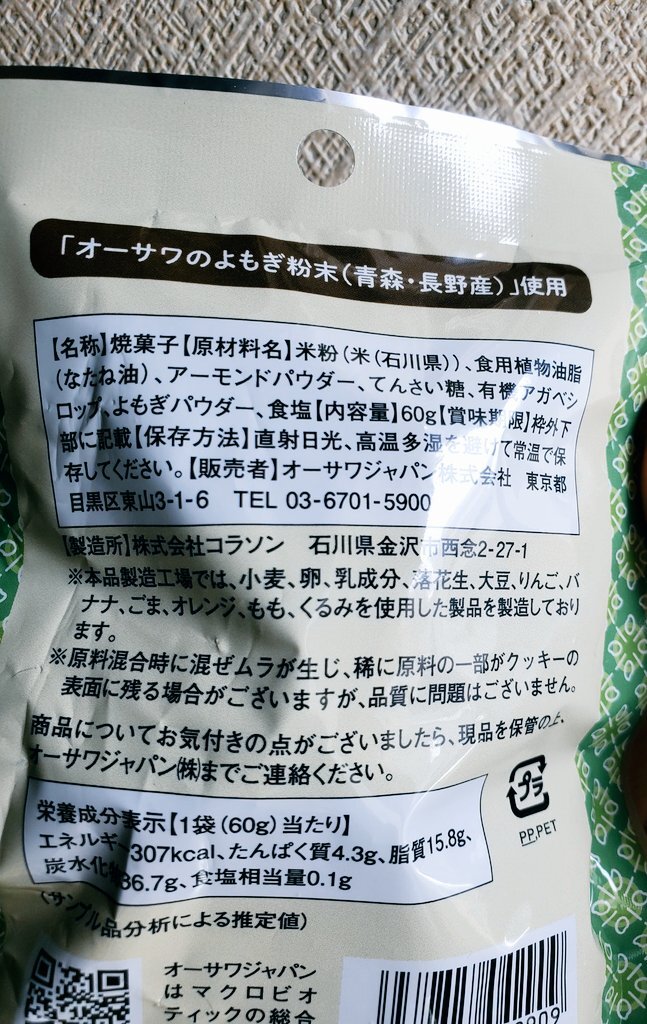 「オーサワのよもぎ粉末(青森・長野産)」使用
【名称】焼菓子【原材料名】米粉(米(石川県))、食用植物油脂
(なたね油)、アーモンドパウダー、てんさい糖、有機アガベシ
ロップ、よもぎパウダー、食塩【内容量】60g【賞味期限】枠外下
部に記載【保存方法】直射日光、高温多湿を避けて常温で保
存してください。【販売者】オーサワジャパン株式会社 東京都
目黒区東山3-1-6 TEL 03-6701-5900
【製造所】株式会社コラソン 石川県金沢市西念2-27-1
※本品製造工場では、小麦、卵、乳成分、落花生、大豆、りんご、バ
ナナ、ごま、オレンジ、もも、くるみを使用した製品を製造しており
ます。
※原料混合時に混ぜムラが生じ、稀に原料の一部がクッキーの
表面に残る場合がございますが、品質に問題はございません。
商品についてお気付きの点がございましたら、現品を保管の上、
オーサワジャパン㈱までご連絡ください。
プラ
PP,PET
栄養成分表示【1袋(60g)当たり】
エネルギー307kcal、たんぱく質4.3g、脂質15.8g、
炭水化物36.7g、食塩相当量0.1g
(サンプル品分析による推定値)
オーサワジャパン
はマクロビオ
ティックの総合